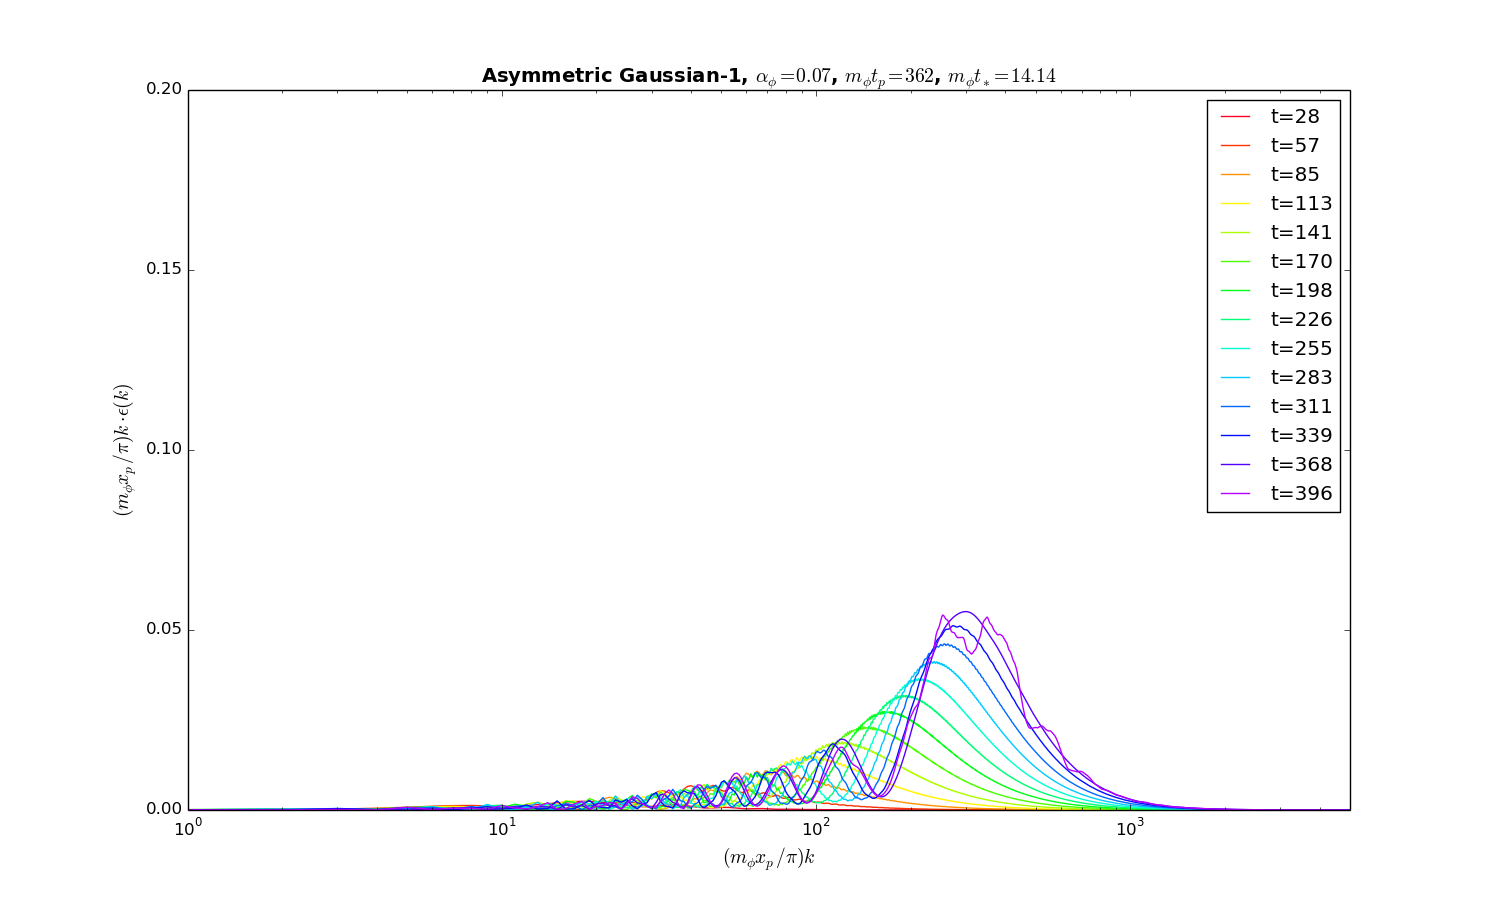 Asymmetric Gaussian-1, α_ϕ=0.07, m_ϕt_p=362, m_ϕt_*=14.14
0.20
0.15
0.10
0.05
0.00
(m_ϕx_p/π)k·ϵ(k)
10^0
10^1
10^2
10^3
(m_ϕx_p/π)k
t=28
t=57
t=85
t=113
t=141
t=170
t=198
t=226
t=255
t=283
t=311
t=339
t=368
t=396